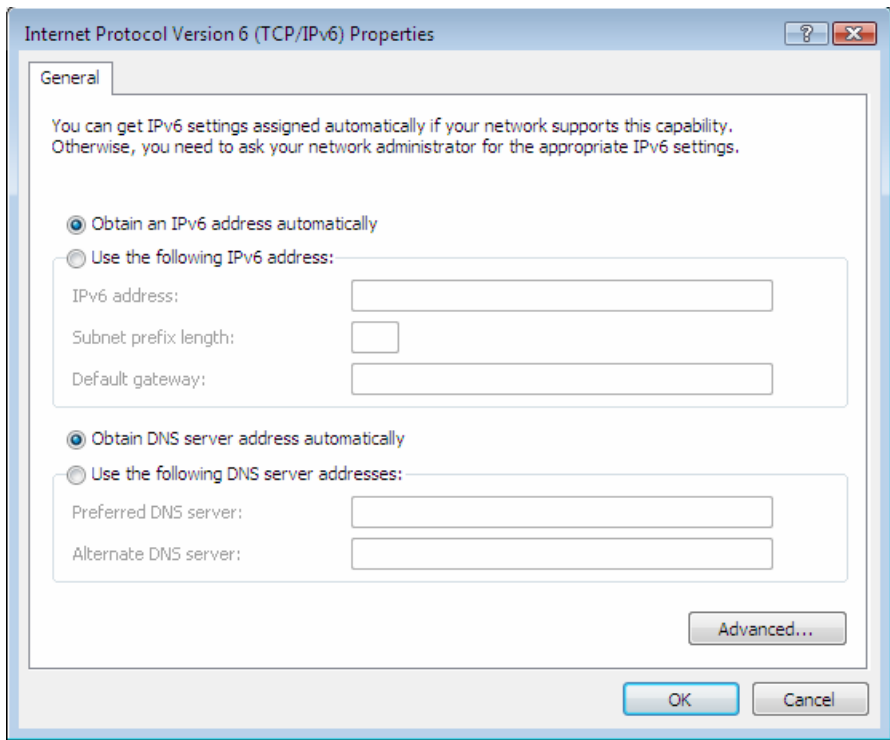 Internet Protocol Version 6 (TCP/IPv6) Properties
?
General
You can get IPv6 settings assigned automatically if your network supports this capability.
Otherwise, you need to ask your network administrator for the appropriate IPv6 settings.
Obtain an IPv6 address automatically
Use the following IPv6 address:
IPv6 address:
Subnet prefix length:
Default gateway:
Obtain DNS server address automatically
Use the following DNS server addresses:
Preferred DNS server:
Alternate DNS server:
Advanced...
OK
Cancel